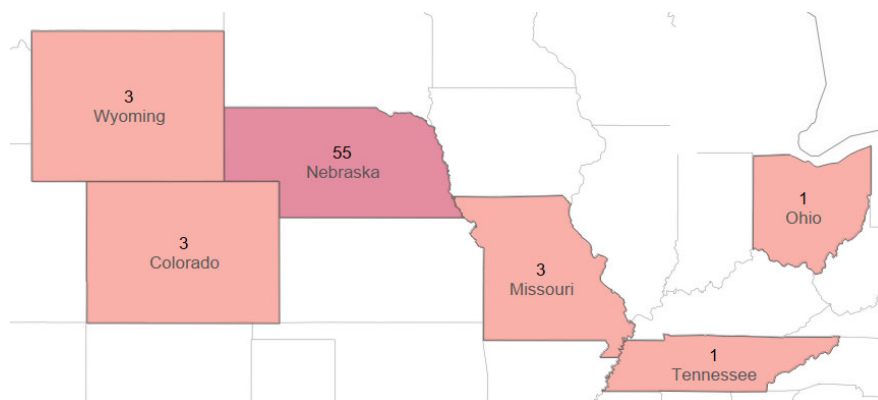 3
Wyoming
55
Nebraska
1
Ohio
3
Colorado
3
Missouri
1
Tennessee